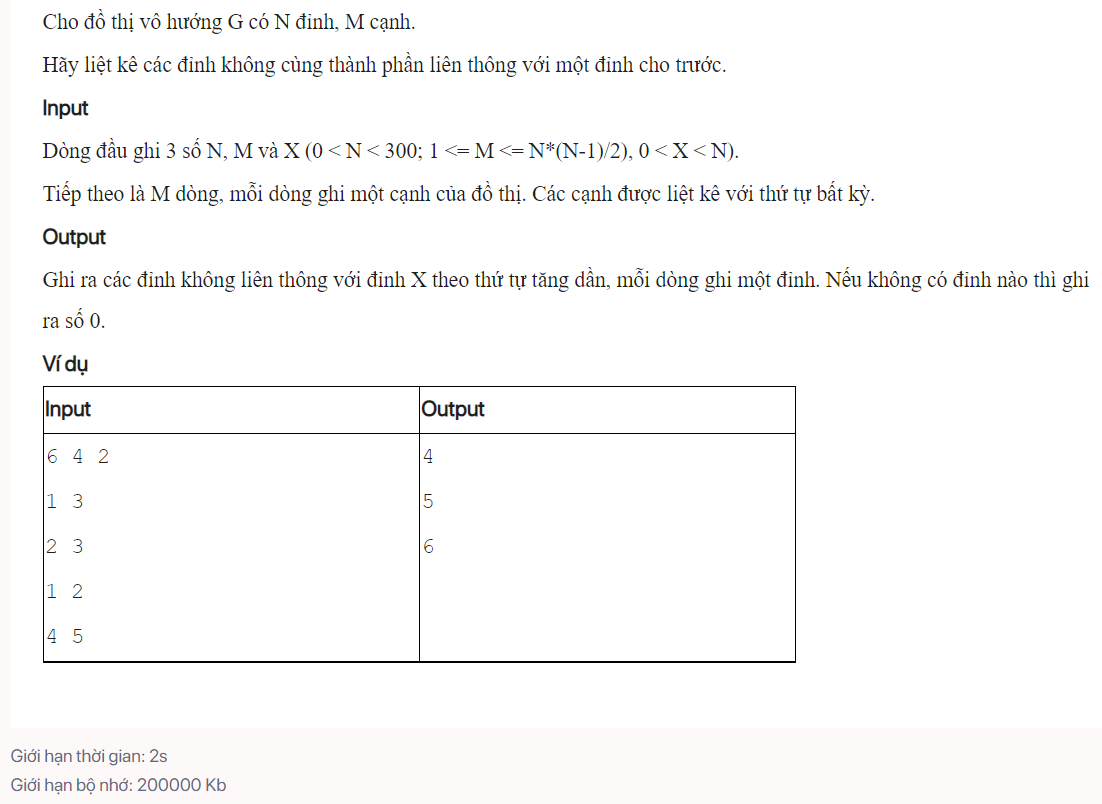 Cho đồ thị vô hướng G có N đỉnh, M cạnh.
Hãy liệt kê các đỉnh không cùng thành phần liên thông với một đỉnh cho trước.
Input
Dòng đầu ghi 3 số N, M và X (0 < N < 300; 1 <= M <= N*(N-1)/2), 0 < X < N).
Tiếp theo là M dòng, mỗi dòng ghi một cạnh của đồ thị. Các cạnh được liệt kê với thứ tự bất kỳ.
Output
Ghi ra các đỉnh không liên thông với đỉnh X theo thứ tự tăng dần, mỗi dòng ghi một đỉnh. Nếu không có đỉnh nào thì ghi
ra số 0.
Ví dụ
Input Output
6 4 2 4
1 3 5
2 3 6
1 2
4 5
Giới hạn thời gian: 2s
Giới hạn bộ nhớ: 200000 Kb